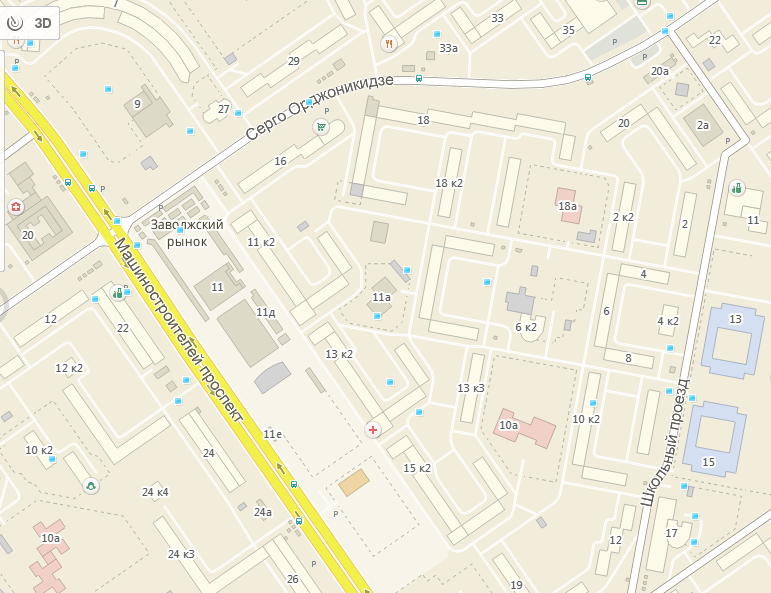 3D
7
33
35
22
33а
29
20а
9
27
Серго Орджоникидзе
P
18
20
2а
16
18 к2
18а
11
20
Заволжский
рынок
2 к2
2
11 к2
4
11
11а
11д
6
6 к2
4 к2
13
12
22
Машиностроителей проспект
13 к2
8
12 к2
13 к3
10 к2
10а
24
11е
15 к2
15
10 к2
Школьный проезд
24 к4
24а
10а
24 к3
17
12
26
19
P